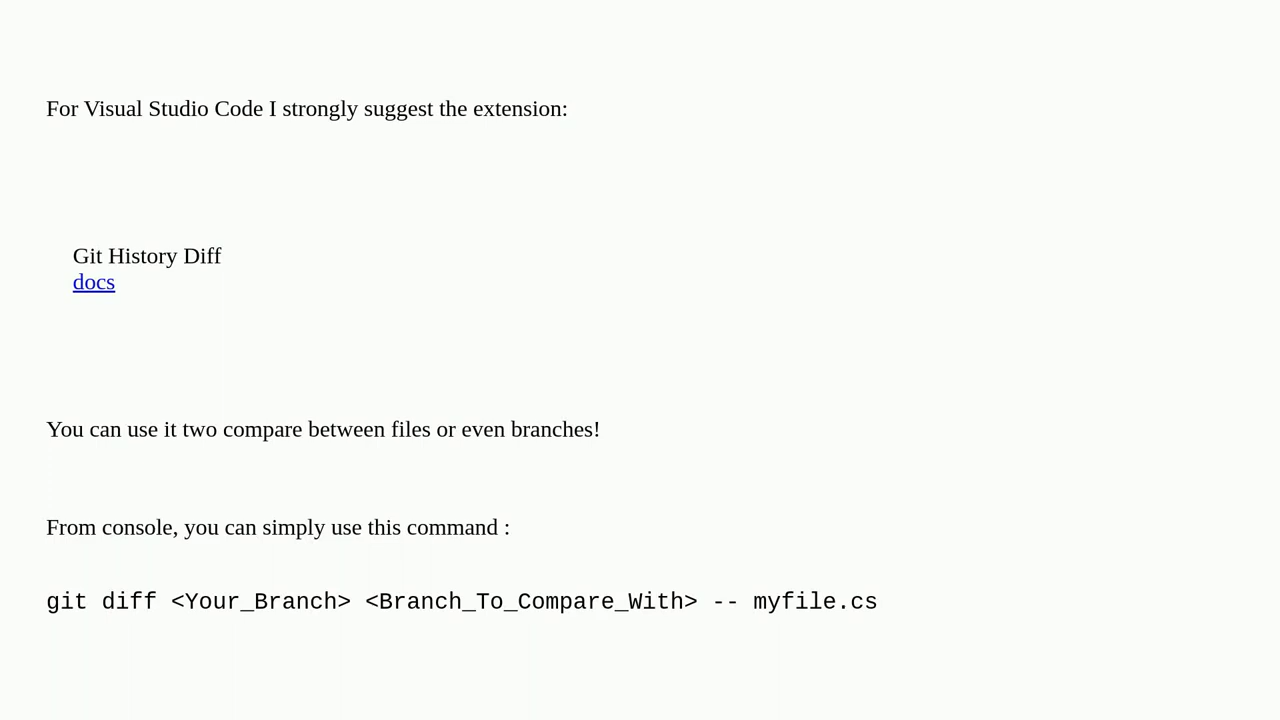 For Visual Studio Code I strongly suggest the extension:
Git History Diff
docs
You can use it two compare between files or even branches!
From console, you can simply use this command :
git diff <Your_Branch> <Branch_To_Compare_With> -- myfile.cs